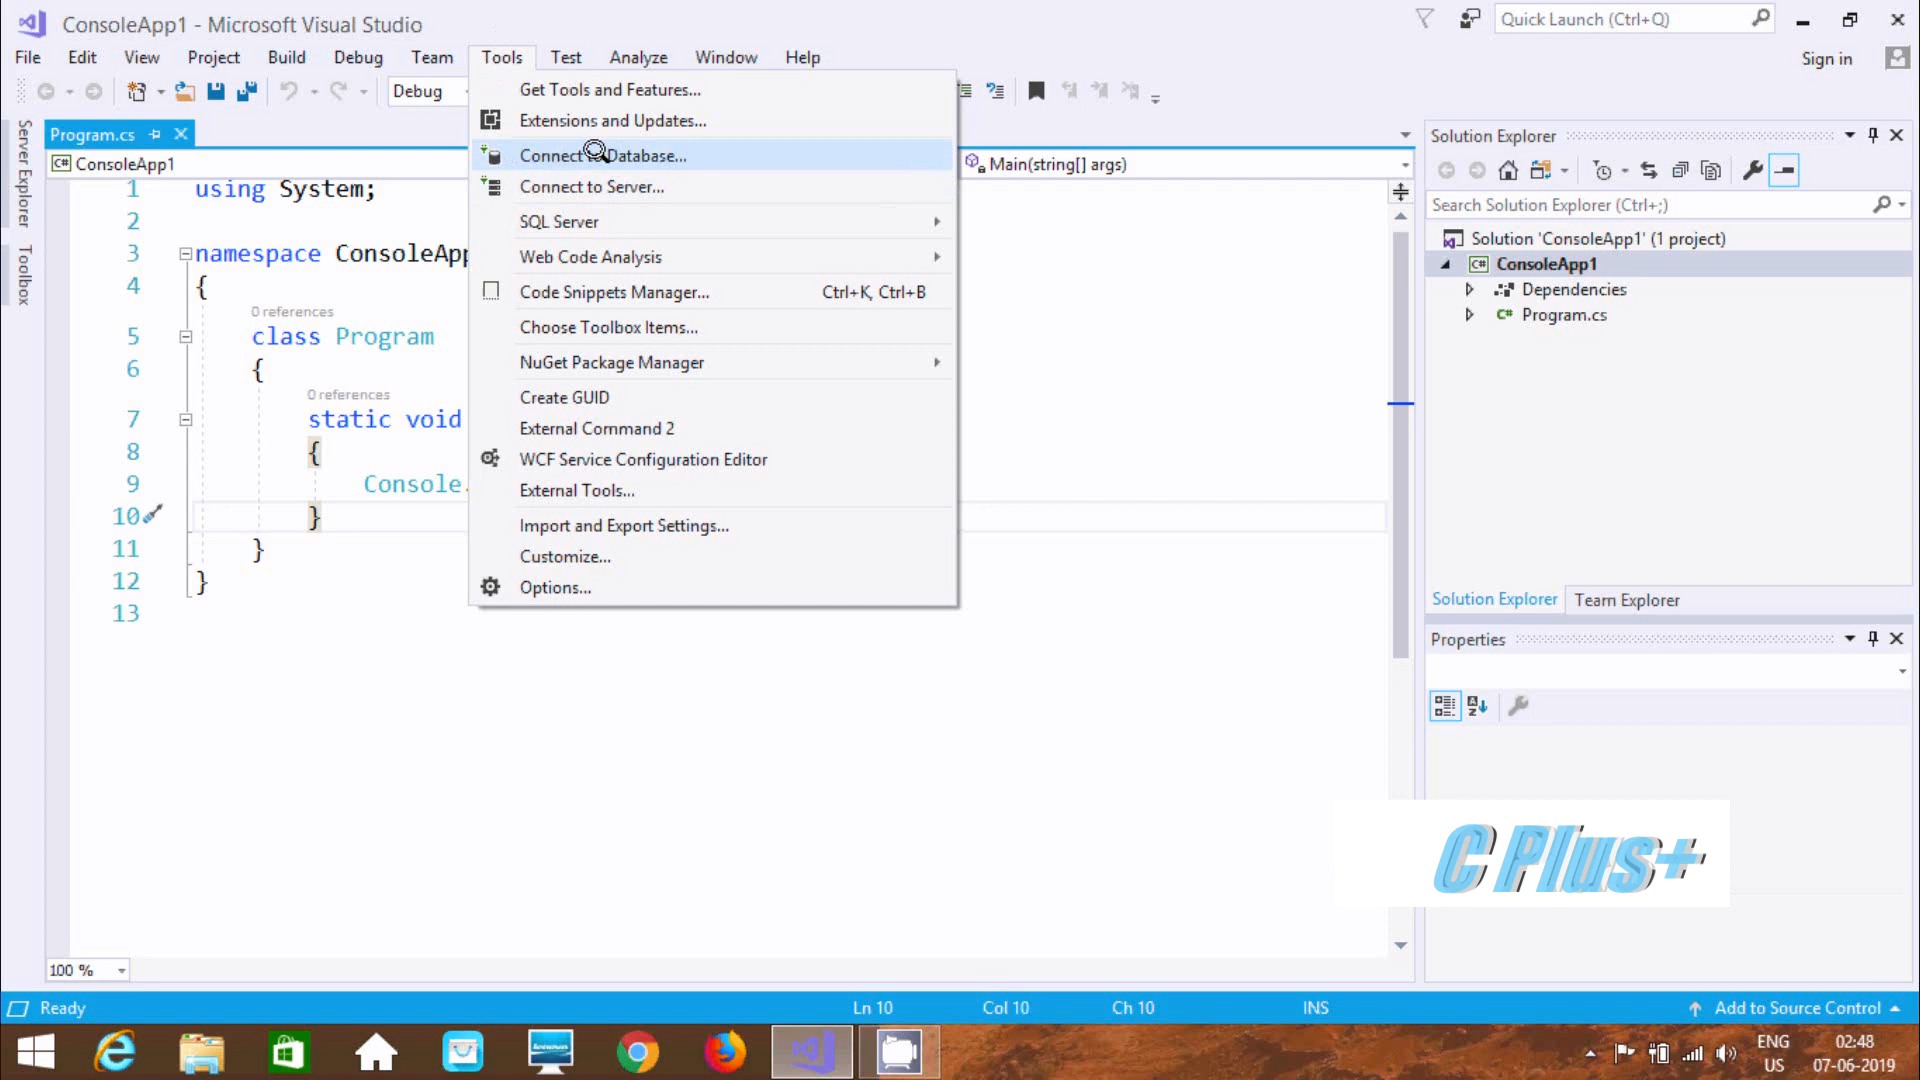 ConsoleApp1 - Microsoft Visual Studio
Quick Launch (Ctrl+Q)
File Edit View Project Build Debug Team Tools Test Analyze Window Help
Sign in
Debug
Get Tools and Features...
Extensions and Updates...
Connect to Database...
Connect to Server...
SQL Server
Web Code Analysis
Code Snippets Manager... Ctrl+K, Ctrl+B
Choose Toolbox Items...
NuGet Package Manager
Create GUID
External Command 2
WCF Service Configuration Editor
External Tools...
Import and Export Settings...
Customize...
Options...
Server Explorer
Toolbox
Program.cs
C# ConsoleApp1
Main(string[] args)
1 using System;
2
3 namespace ConsoleApp
4 {
0 references
5 class Program
6 {
0 references
7 static void
8 {
9 Console.
10 }
11 }
12 }
13
100 %
Solution Explorer
Search Solution Explorer (Ctrl+;)
Solution 'ConsoleApp1' (1 project)
C# ConsoleApp1
Dependencies
C# Program.cs
Solution Explorer Team Explorer
Properties
C Plus+
Ready Ln 10 Col 10 Ch 10 INS Add to Source Control
ENG
US
02:48
07-06-2019